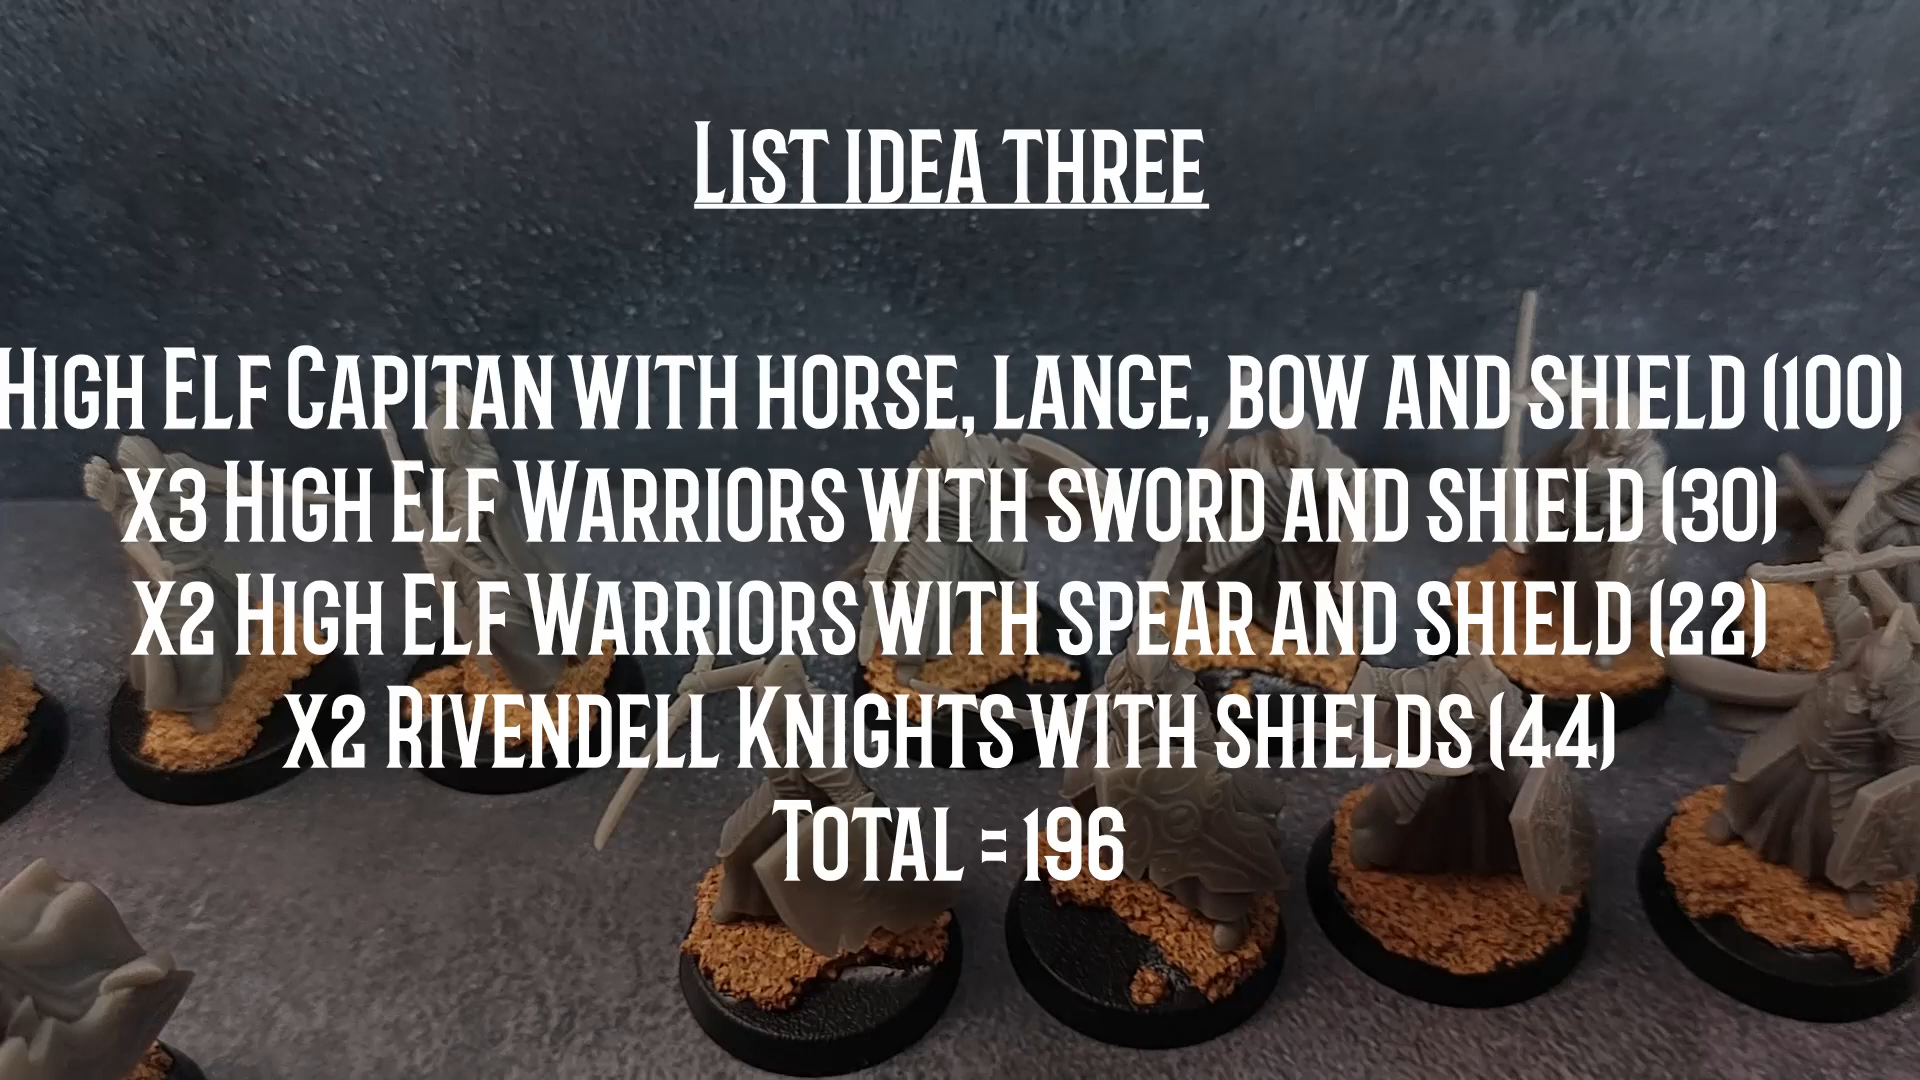 List idea three
High Elf Capitan with horse, lance, bow and shield (100)
x3 High Elf Warriors with sword and shield (30)
x2 High Elf Warriors with spear and shield (22)
x2 Rivendell Knights with shields (44)
Total = 196